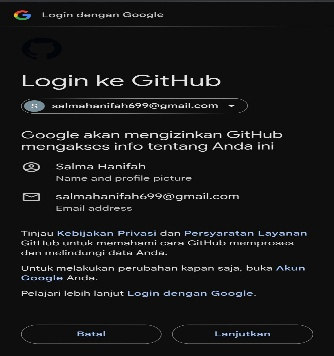 Login dengan Google
Login ke GitHub
S salmahanifah699@gmail.com
Google akan mengizinkan GitHub
mengakses info tentang Anda ini
Salma Hanifah
Name and profile picture
salmahanifah699@gmail.com
Email address
Tinjau Kebijakan Privasi dan Persyaratan Layanan
GitHub untuk memahami cara GitHub memproses
dan melindungi data Anda.
Untuk melakukan perubahan kapan saja, buka Akun
Google Anda.
Pelajari lebih lanjut Login dengan Google.
Batal
Lanjutkan